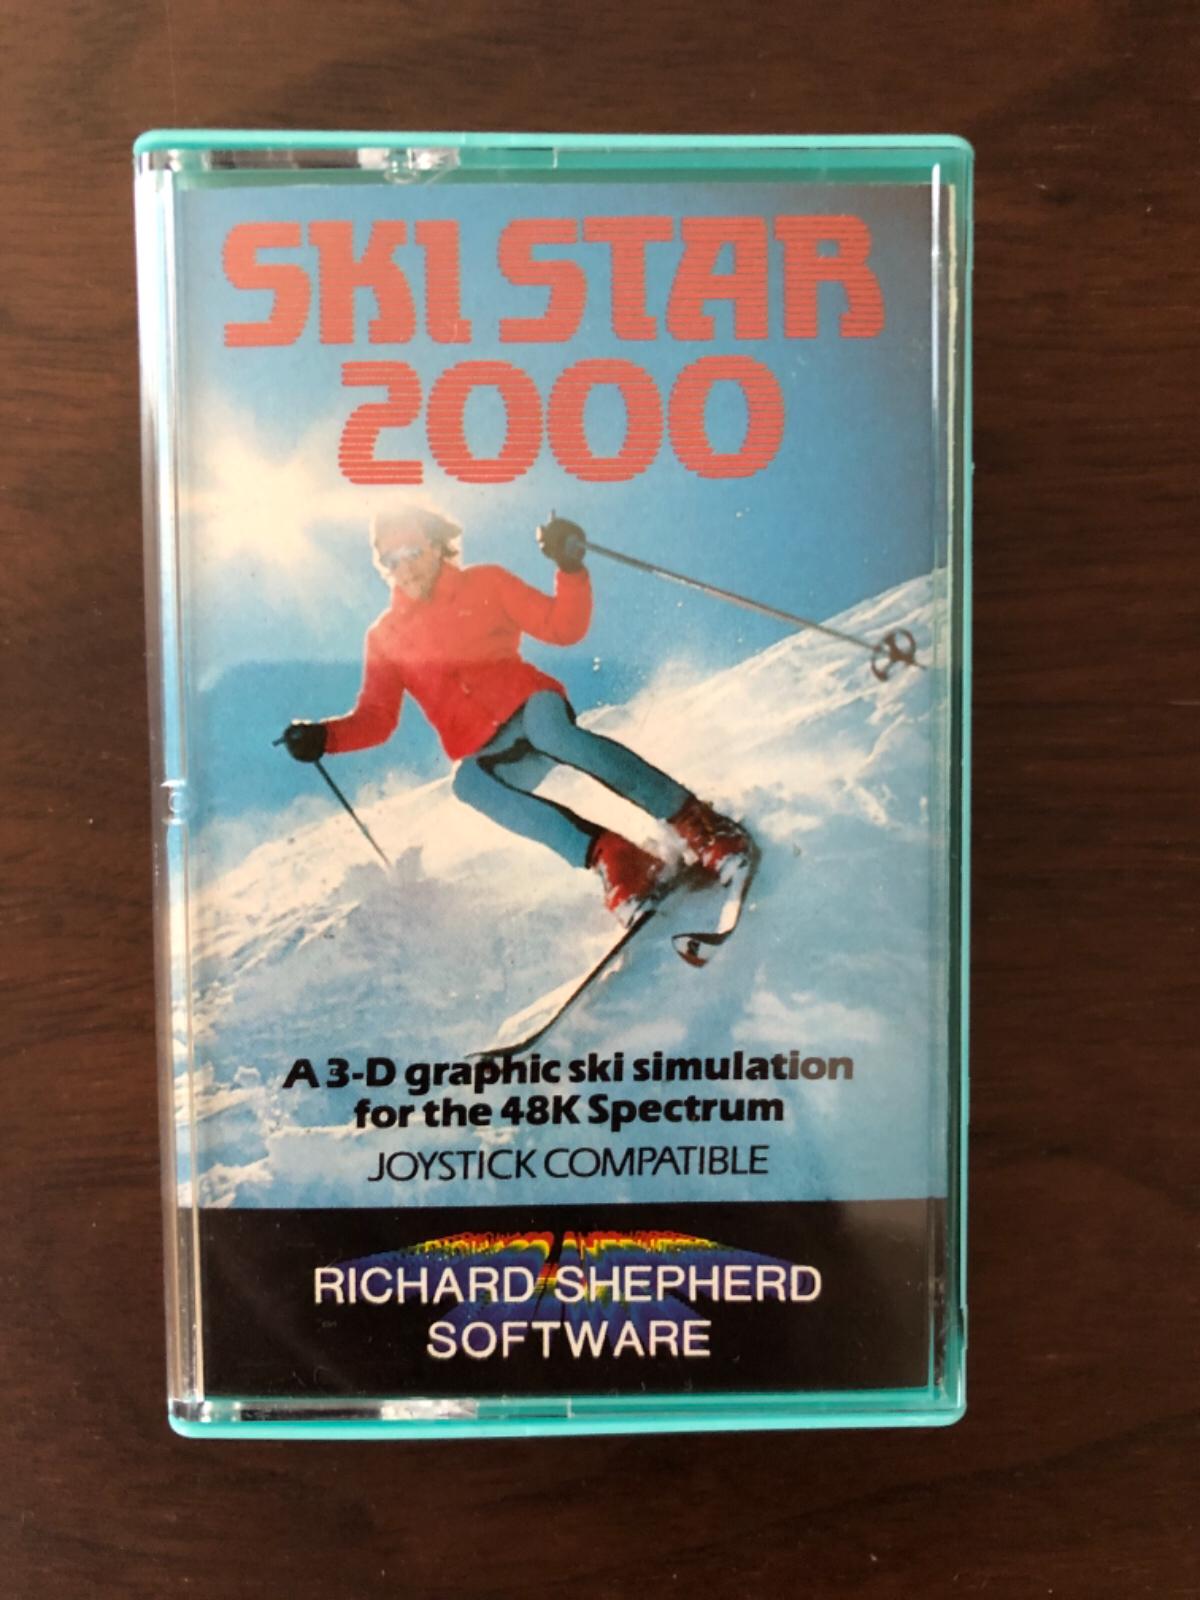 SKI STAR
2000
A 3-D graphic ski simulation
for the 48K Spectrum
JOYSTICK COMPATIBLE
RICHARD SHEPHERD
SOFTWARE